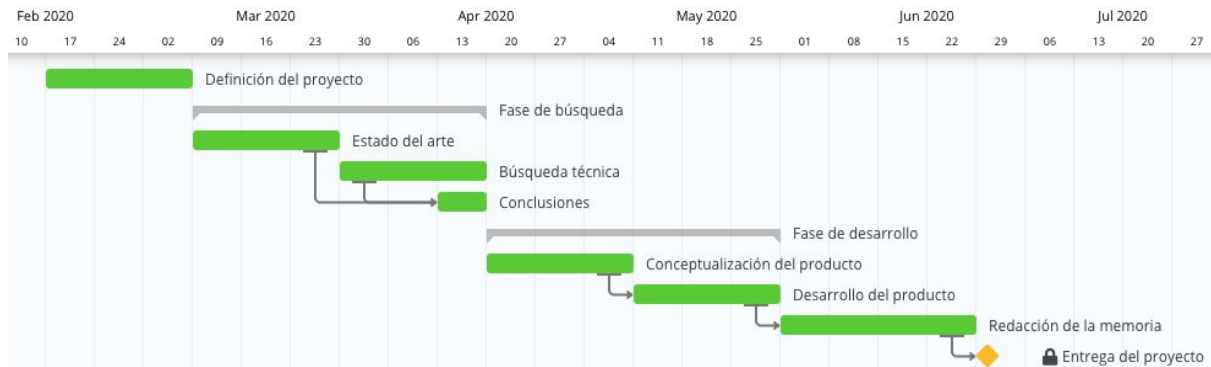 Feb 2020 Mar 2020 Apr 2020 May 2020 Jun 2020 Jul 2020
10 17 24 02 09 16 23 30 06 13 20 27 04 11 18 25 01 08 15 22 29 06 13 20 27
Definición del proyecto
Fase de búsqueda
Estado del arte
Búsqueda técnica
Conclusiones
Fase de desarrollo
Conceptualización del producto
Desarrollo del producto
Redacción de la memoria
Entrega del proyecto